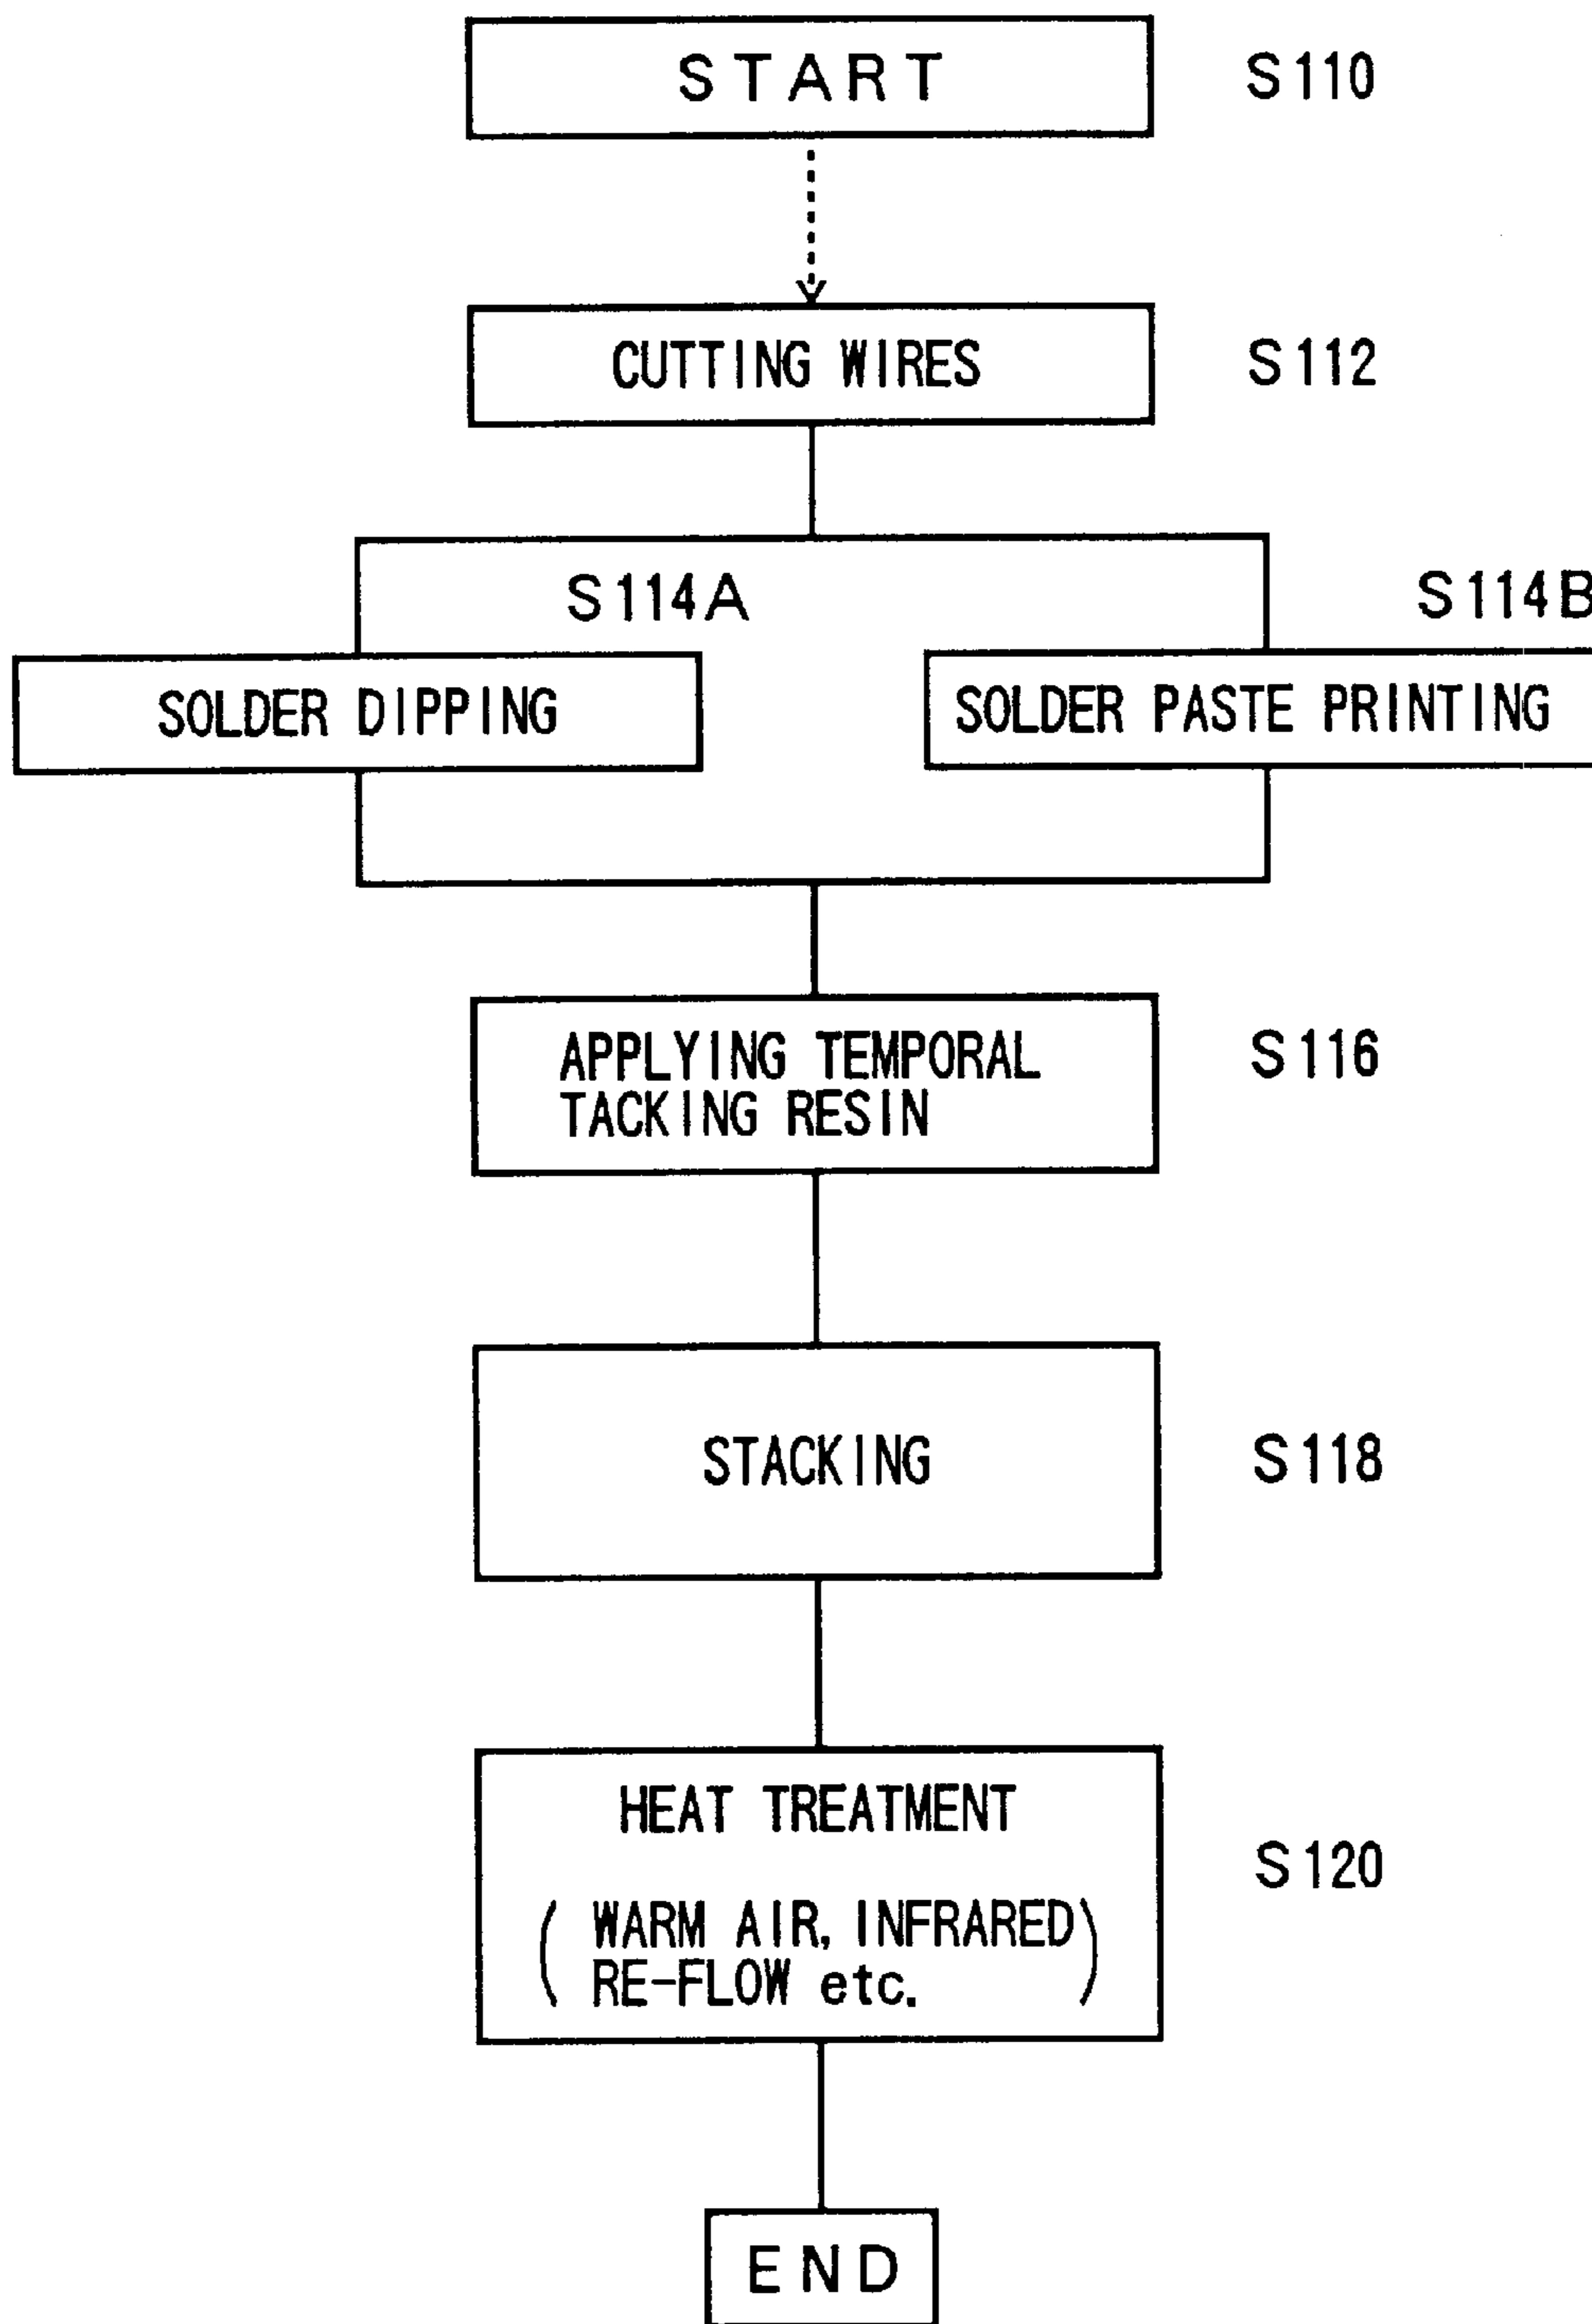 START
S110
CUTTING WIRES
S112
S114A
S114B
SOLDER DIPPING
SOLDER PASTE PRINTING
APPLYING TEMPORAL
TACKING RESIN
S116
STACKING
S118
HEAT TREATMENT
( WARM AIR, INFRARED )
RE-FLOW etc.
S120
END